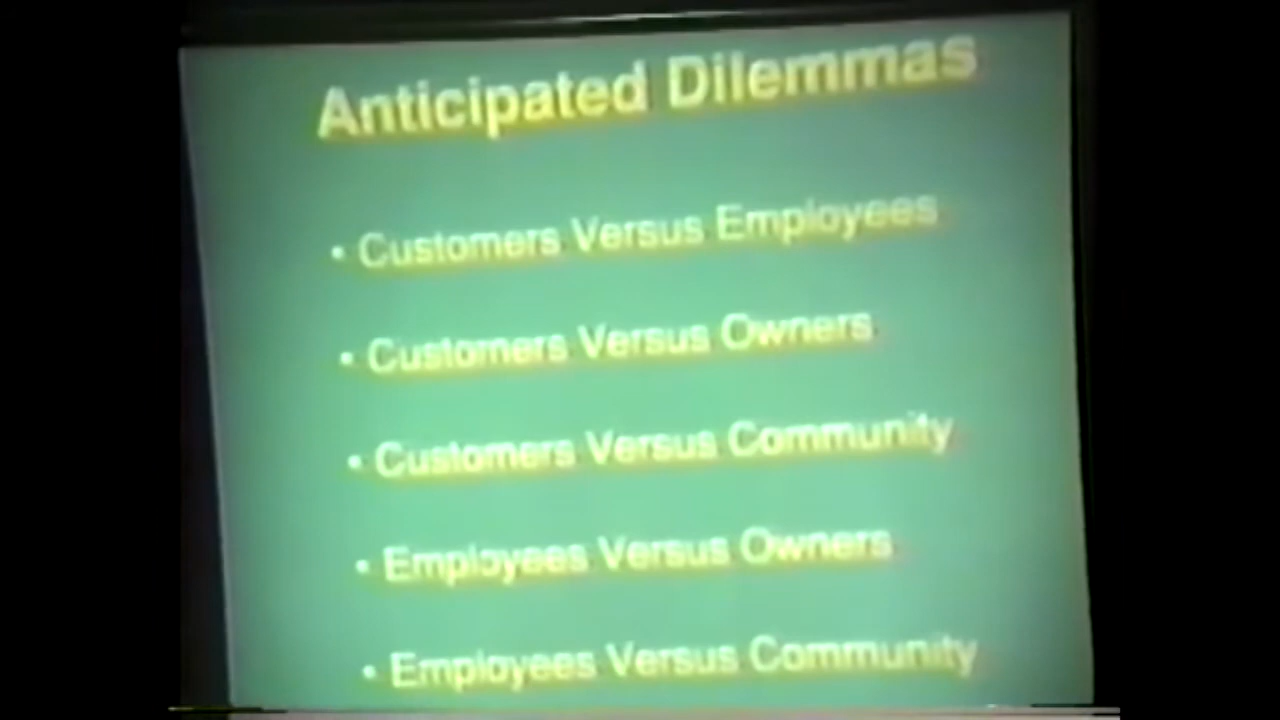 Anticipated Dilemmas
• Customers Versus Employees
• Customers Versus Owners
• Customers Versus Community
• Employees Versus Owners
• Employees Versus Community